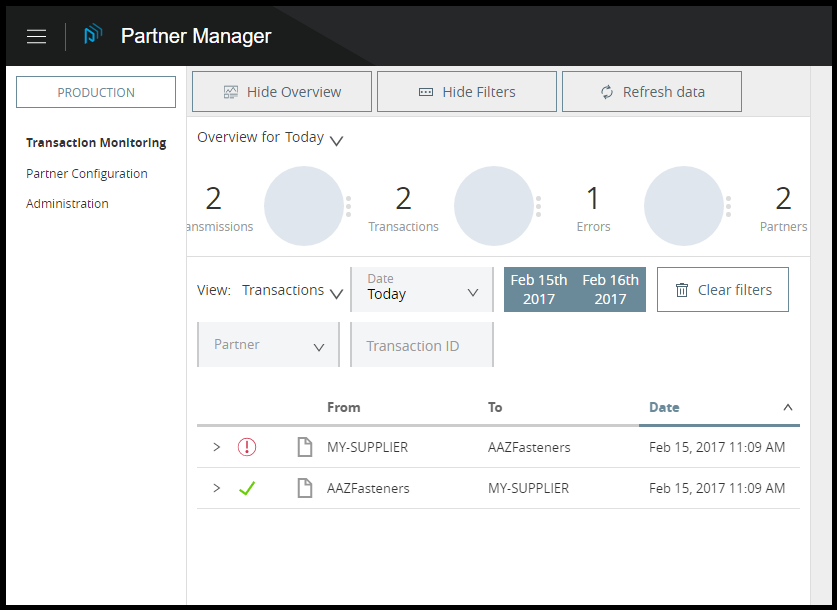 Partner Manager
PRODUCTION
Hide Overview
Hide Filters
Refresh data
Transaction Monitoring
Partner Configuration
Administration
Overview for Today
2
ansmissions
2
Transactions
1
Errors
2
Partners
View: Transactions
Date
Today
Feb 15th
2017
Feb 16th
2017
Clear filters
Partner
Transaction ID
From To Date
MY-SUPPLIER AAZFasteners Feb 15, 2017 11:09 AM
AAZFasteners MY-SUPPLIER Feb 15, 2017 11:09 AM